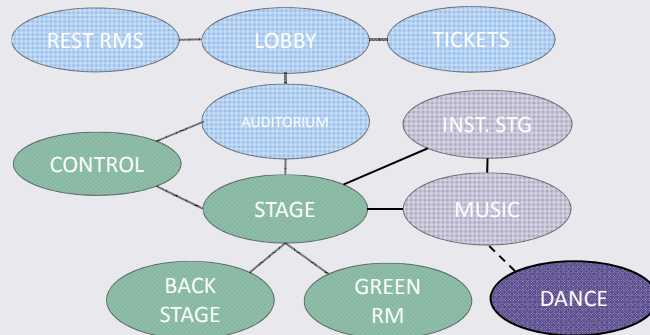 REST RMS
LOBBY
TICKETS
AUDITORIUM
INST. STG
CONTROL
STAGE
MUSIC
BACK
STAGE
GREEN
RM
DANCE